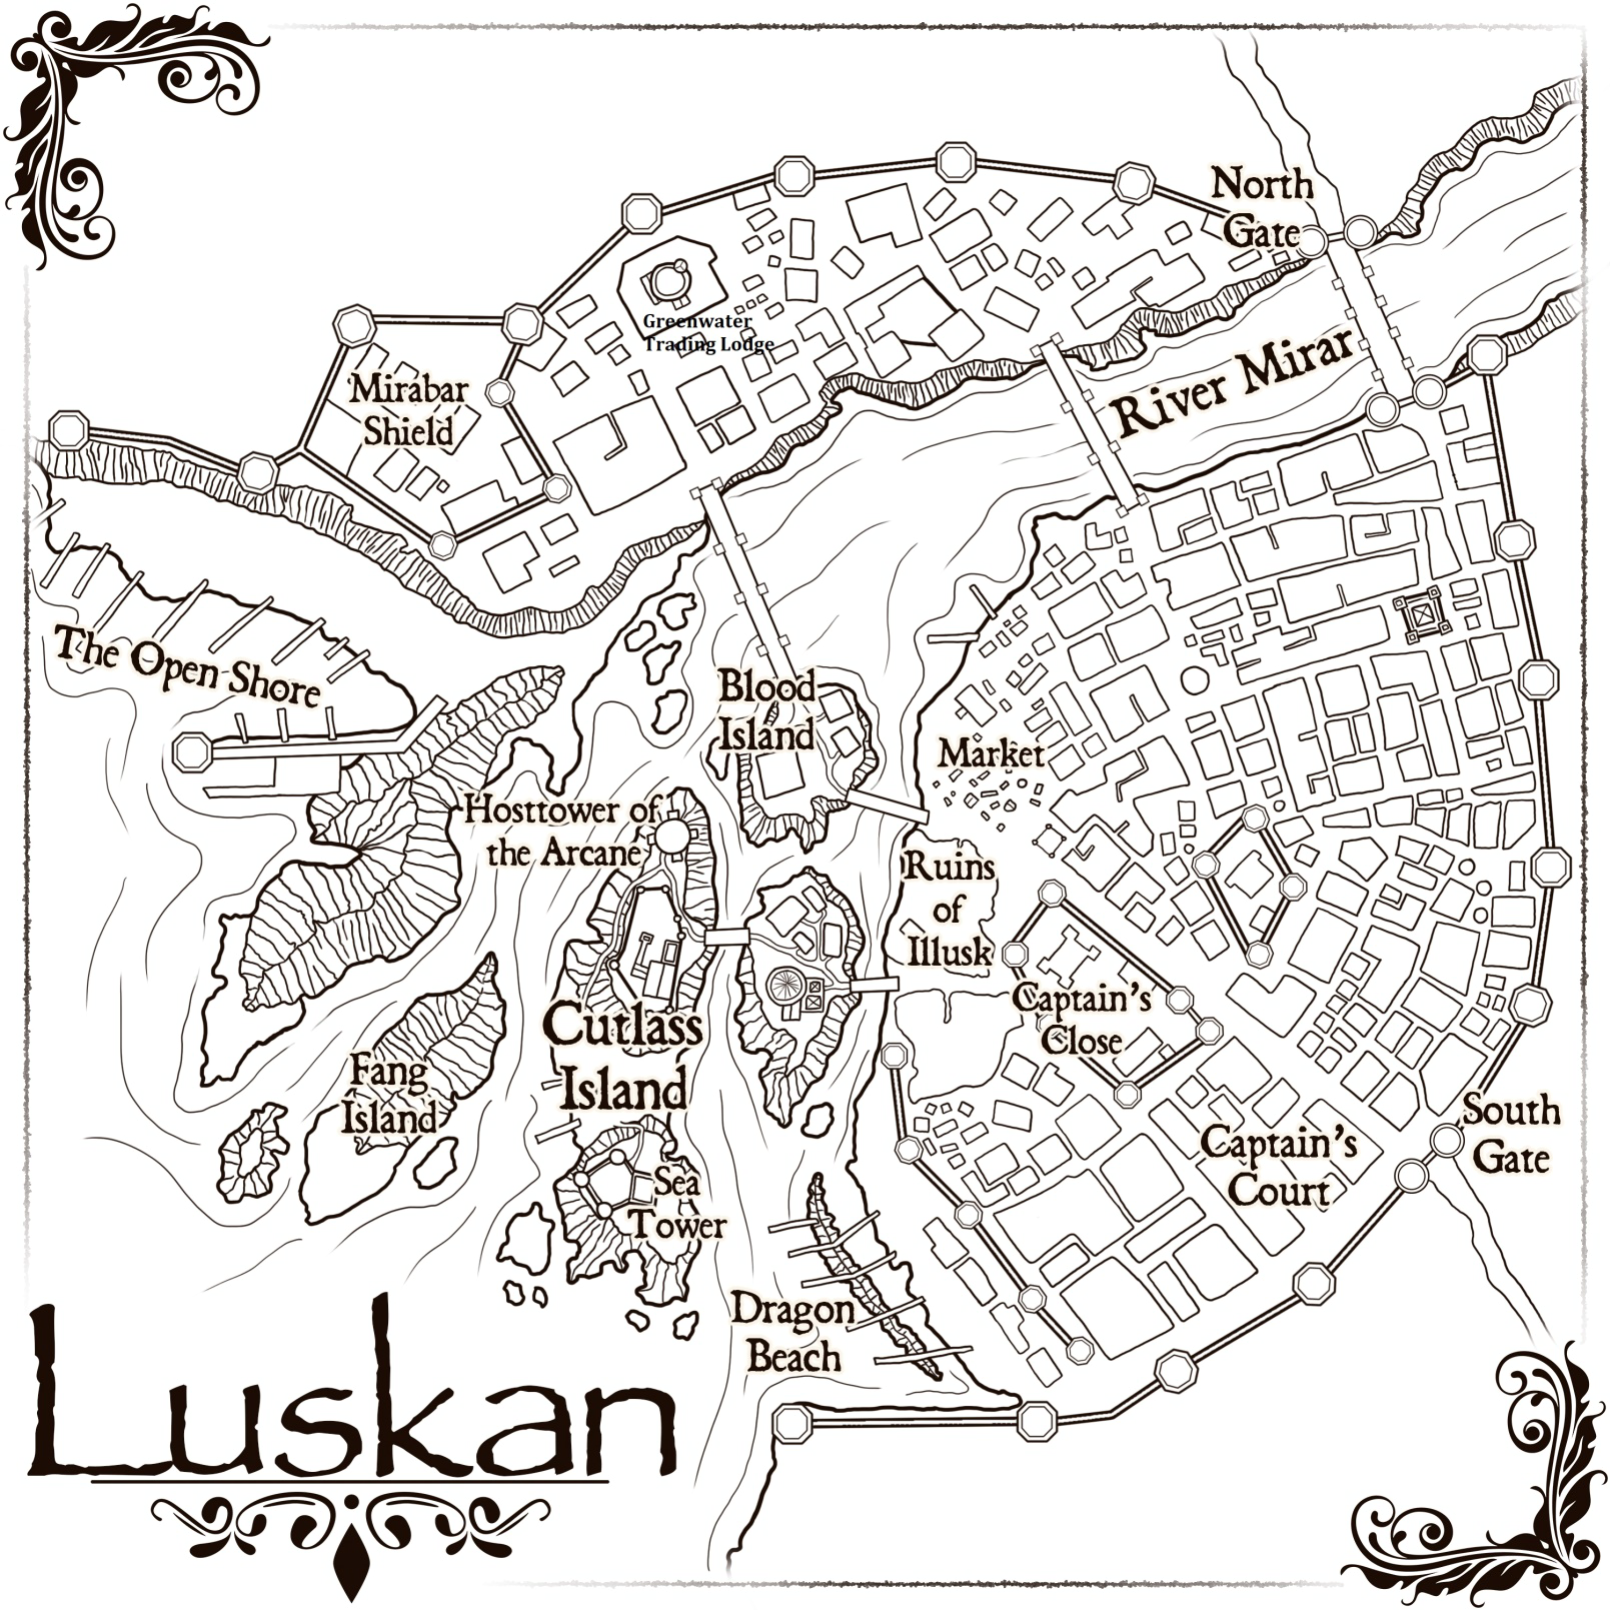 North
Gate
Greenwater
Trading Lodge
Mirabar
Shield
River Mirar
The Open Shore
Blood
Island
Market
Hosttower of
the Arcane
Ruins
of
Illusk
Captain's
Close
Cutlass
Island
Fang
Island
South
Gate
Captain's
Court
Sea
Tower
Dragon
Beach
Luskan